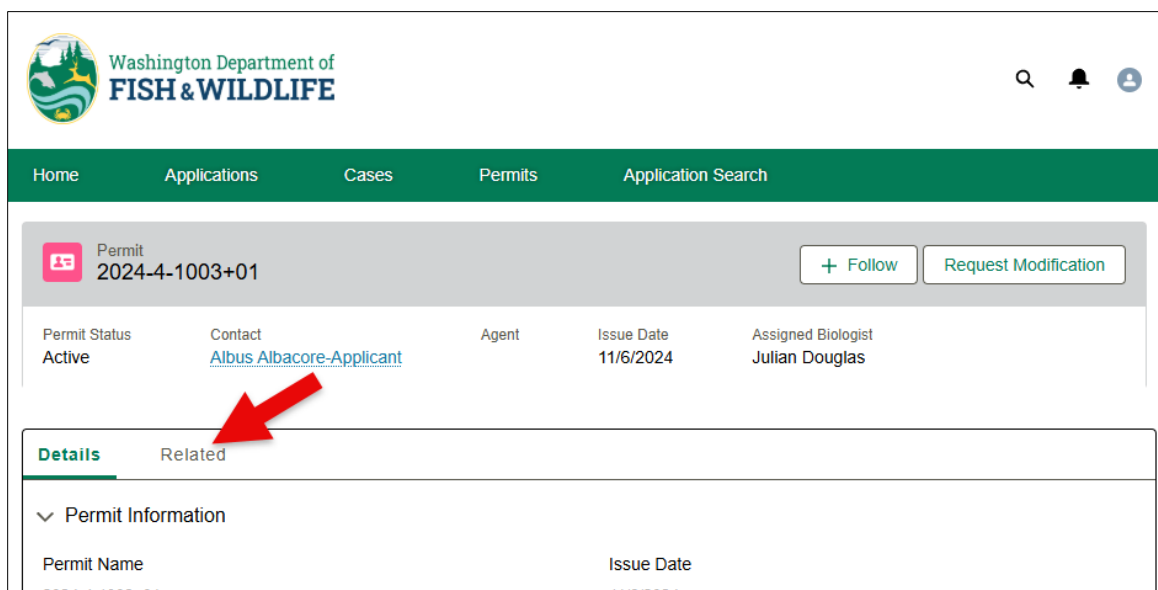 Washington Department of
FISH & WILDLIFE
Home Applications Cases Permits Application Search
Permit
2024-4-1003+01
+ Follow Request Modification
Permit Status Contact Agent Issue Date Assigned Biologist
Active Albus Albacore-Applicant 11/6/2024 Julian Douglas
Details Related
Permit Information
Permit Name Issue Date